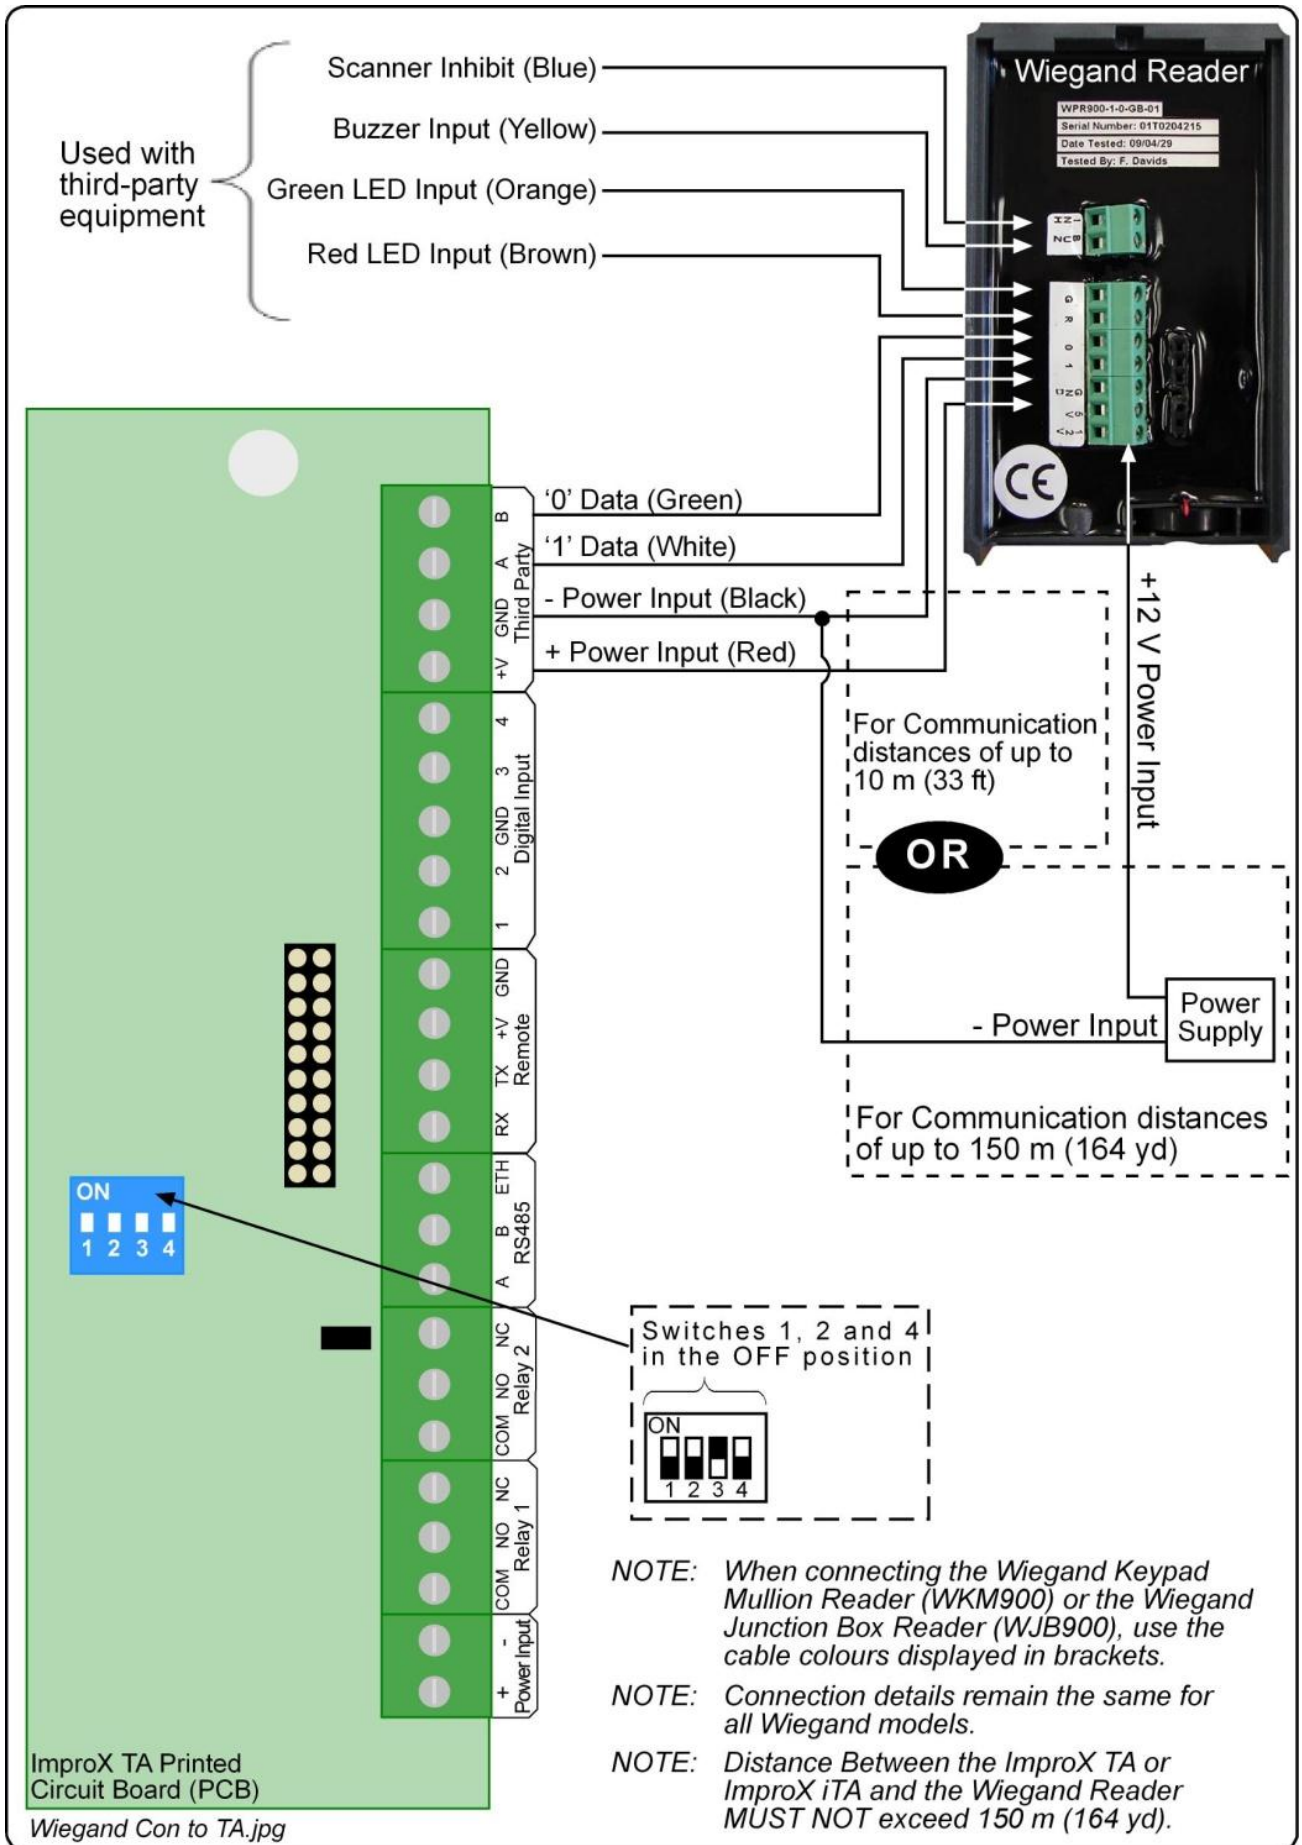 Scanner Inhibit (Blue)
Buzzer Input (Yellow)
Green LED Input (Orange)
Red LED Input (Brown)
Used with
third-party
equipment
Wiegand Reader
WPR900-1-0-GB-01
Serial Number: 01T0204215
Date Tested: 09/04/29
Tested By: F. Davids
INH
BUZ
G
R
0
1
GND
5V
12V
CE
'0' Data (Green)
'1' Data (White)
- Power Input (Black)
+ Power Input (Red)
B
A
GND
+V
Third Party
4
3
GND
2
1
Digital Input
GND
+V
TX
RX
Remote
ETH
B
A
RS485
NC
NO
COM
Relay 2
NC
NO
COM
Relay 1
-
+
Power Input
+12 V Power Input
For Communication
distances of up to
10 m (33 ft)
OR
Power
Supply
- Power Input
For Communication distances
of up to 150 m (164 yd)
ON
1 2 3 4
Switches 1, 2 and 4
in the OFF position
ON
1 2 3 4
NOTE: When connecting the Wiegand Keypad
Mullion Reader (WKM900) or the Wiegand
Junction Box Reader (WJB900), use the
cable colours displayed in brackets.
NOTE: Connection details remain the same for
all Wiegand models.
NOTE: Distance Between the ImproX TA or
ImproX iTA and the Wiegand Reader
MUST NOT exceed 150 m (164 yd).
ImproX TA Printed
Circuit Board (PCB)
Wiegand Con to TA.jpg